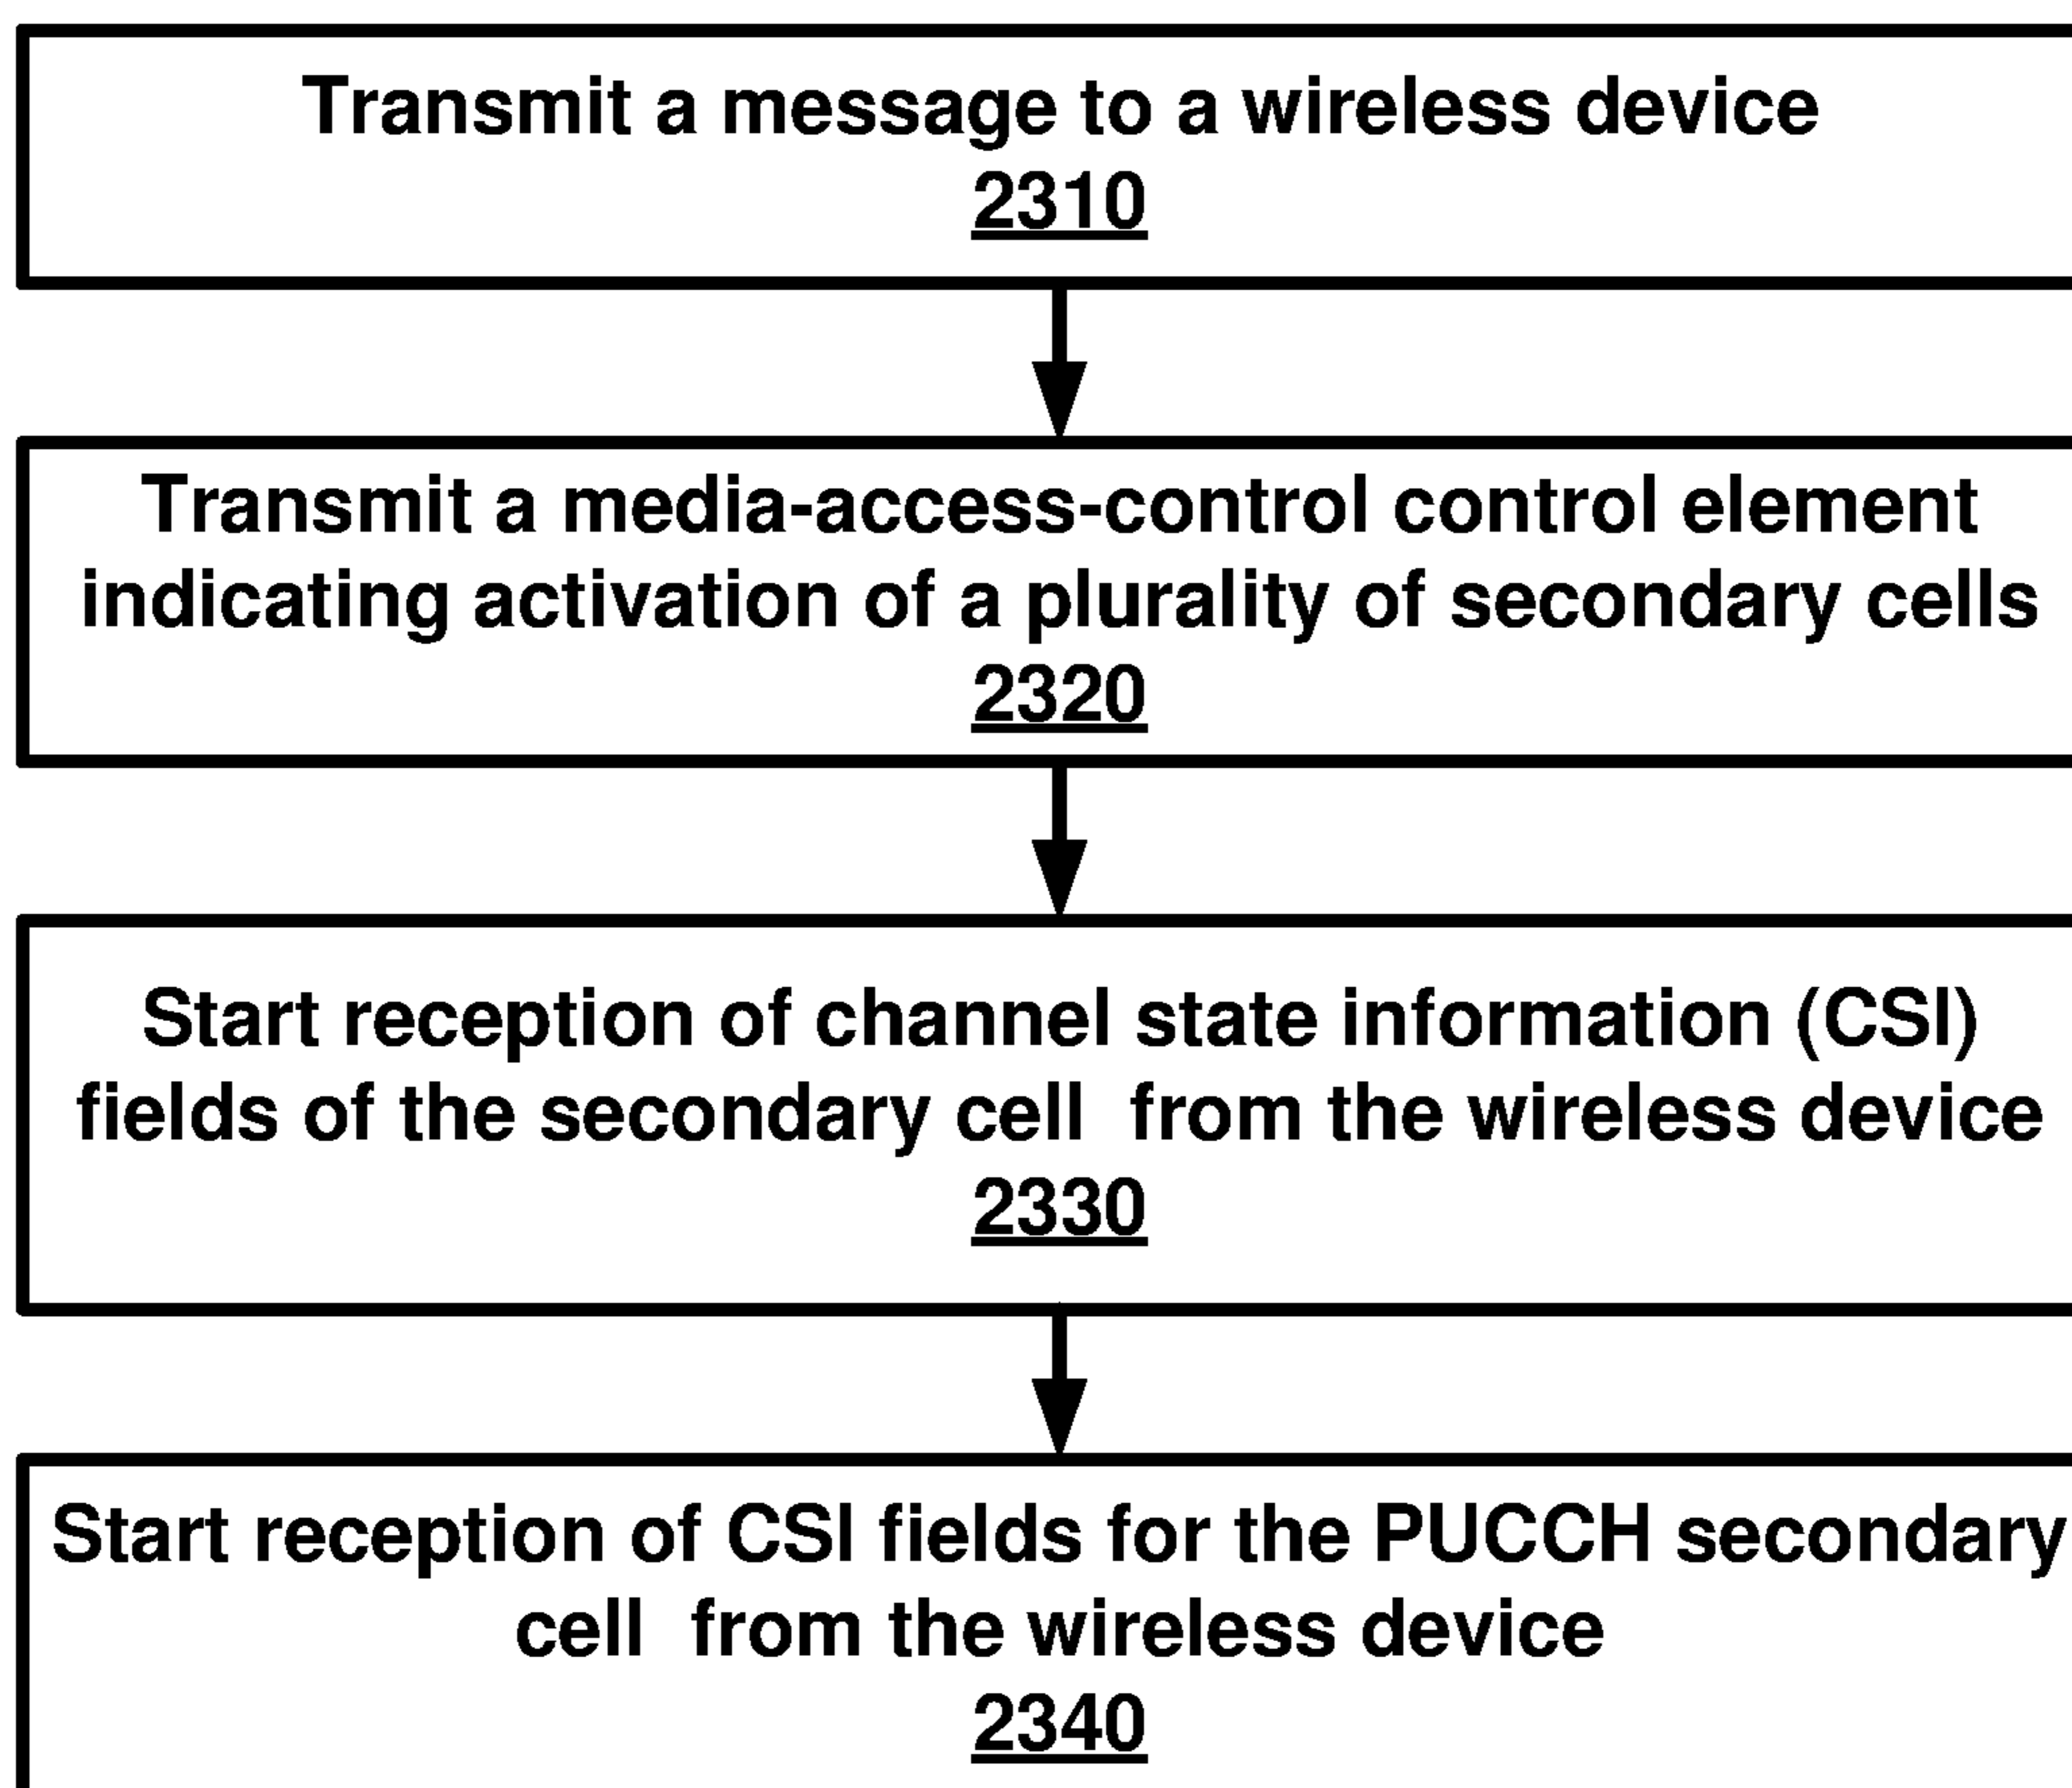 Transmit a message to a wireless device
2310
Transmit a media-access-control control element
indicating activation of a plurality of secondary cells
2320
Start reception of channel state information (CSI)
fields of the secondary cell  from the wireless device
2330
Start reception of CSI fields for the PUCCH secondary
cell  from the wireless device
2340